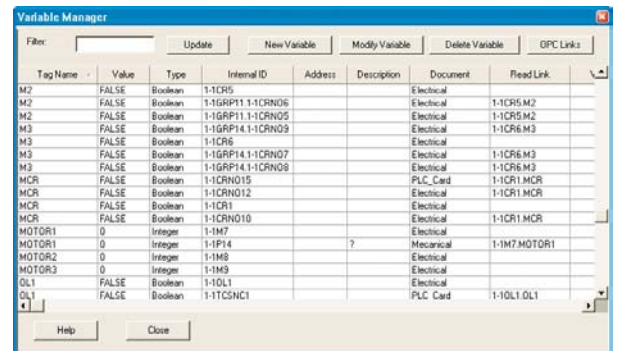 Variable Manager
Filter: Update New Variable Modify Variable Delete Variable OPC Links
Tag Name Value Type Internal ID Address Description Document Read Link
M2 FALSE Boolean 1-1CR5 Electrical
M2 FALSE Boolean 1-1GRP11.1-1CRNO6 Electrical 1-1CR5.M2
M2 FALSE Boolean 1-1GRP11.1-1CRNO5 Electrical 1-1CR5.M2
M3 FALSE Boolean 1-1GRP14.1-1CRNO9 Electrical 1-1CR6.M3
M3 FALSE Boolean 1-1CR6 Electrical
M3 FALSE Boolean 1-1GRP14.1-1CRNO7 Electrical 1-1CR6.M3
M3 FALSE Boolean 1-1GRP14.1-1CRNO8 Electrical 1-1CR6.M3
MCR FALSE Boolean 1-1CRNO15 PLC_Card 1-1CR1.MCR
MCR FALSE Boolean 1-1CRNO12 Electrical 1-1CR1.MCR
MCR FALSE Boolean 1-1CR1 Electrical
MCR FALSE Boolean 1-1CRNO10 Electrical 1-1CR1.MCR
MOTOR1 0 Integer 1-1M7 Electrical
MOTOR1 0 Integer 1-1P14 ? Mecanical 1-1M7.MOTOR1
MOTOR2 0 Integer 1-1M8 Electrical
MOTOR3 0 Integer 1-1M9 Electrical
OL1 FALSE Boolean 1-1OL1 Electrical
OL1 FALSE Boolean 1-1TCSNC1 PLC_Card 1-1OL1.OL1
Help Close